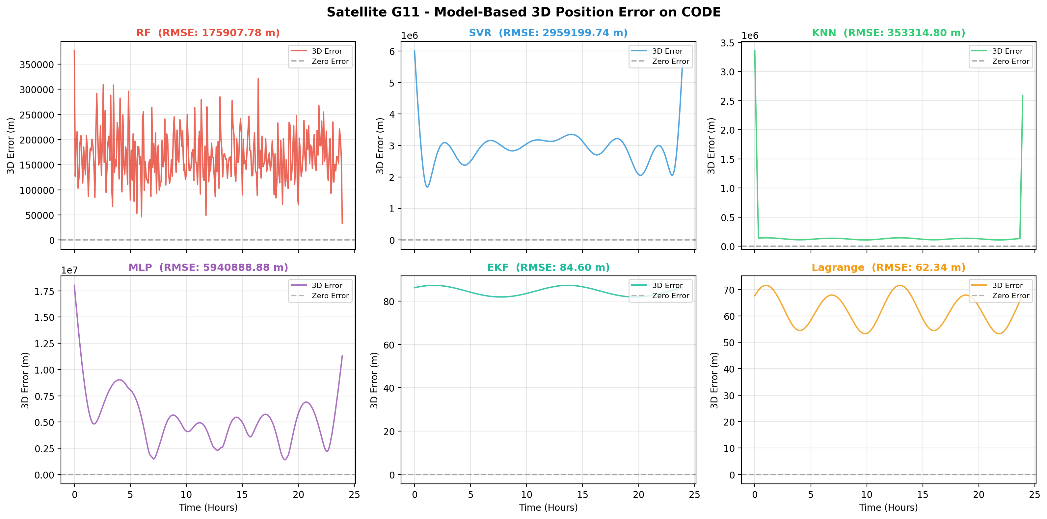 Satellite G11 - Model-Based 3D Position Error on CODE
RF (RMSE: 175907.78 m)
3D Error (m)
350000
300000
250000
200000
150000
100000
50000
0
3D Error
Zero Error
SVR (RMSE: 2959199.74 m)
1e6
3D Error (m)
6
5
4
3
2
1
0
3D Error
Zero Error
KNN (RMSE: 353314.80 m)
1e6
3D Error (m)
3.5
3.0
2.5
2.0
1.5
1.0
0.5
0.0
3D Error
Zero Error
MLP (RMSE: 5940888.88 m)
1e7
3D Error (m)
1.75
1.50
1.25
1.00
0.75
0.50
0.25
0.00
0 5 10 15 20 25
Time (Hours)
3D Error
Zero Error
EKF (RMSE: 84.60 m)
3D Error (m)
80
60
40
20
0
0 5 10 15 20 25
Time (Hours)
3D Error
Zero Error
Lagrange (RMSE: 62.34 m)
3D Error (m)
70
60
50
40
30
20
10
0
0 5 10 15 20 25
Time (Hours)
3D Error
Zero Error